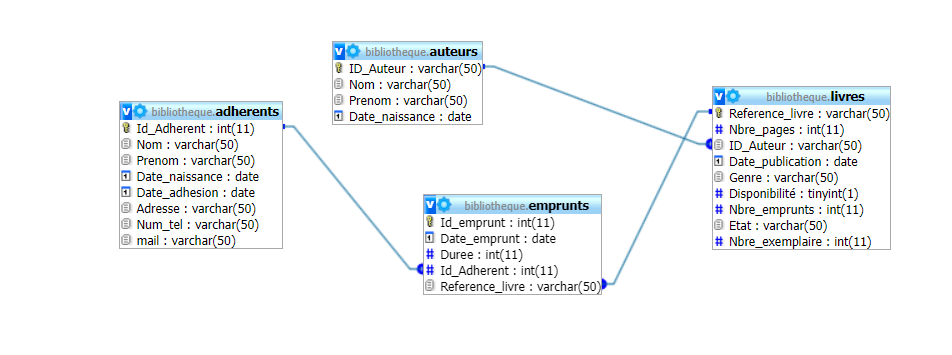 bibliotheque.auteurs
ID_Auteur : varchar(50)
Nom : varchar(50)
Prenom : varchar(50)
Date_naissance : date
bibliotheque.adherents
Id_Adherent : int(11)
Nom : varchar(50)
Prenom : varchar(50)
Date_naissance : date
Date_adhesion : date
Adresse : varchar(50)
Num_tel : varchar(50)
mail : varchar(50)
bibliotheque.emprunts
Id_emprunt : int(11)
Date_emprunt : date
Duree : int(11)
Id_Adherent : int(11)
Reference_livre : varchar(50)
bibliotheque.livres
Reference_livre : varchar(50)
Nbre_pages : int(11)
ID_Auteur : varchar(50)
Date_publication : date
Genre : varchar(50)
Disponibilité : tinyint(1)
Nbre_emprunts : int(11)
Etat : varchar(50)
Nbre_exemplaire : int(11)